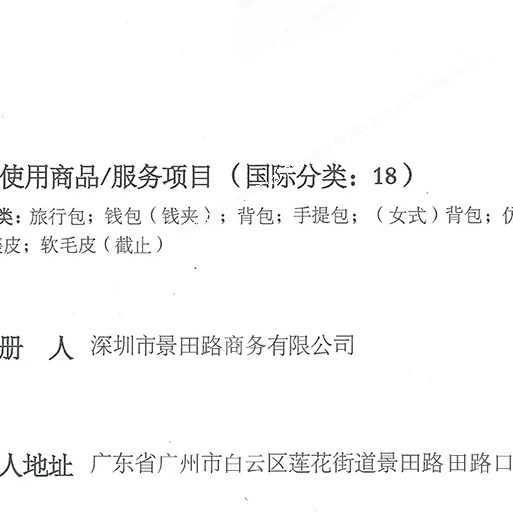 使用商品/服务项目（国际分类：18）
类：旅行包；钱包（钱夹）；背包；手提包；（女式）背包；
皮；软毛皮（截止）
册 人 深圳市景田路商务有限公司
人地址 广东省广州市白云区莲花街道景田路田路口